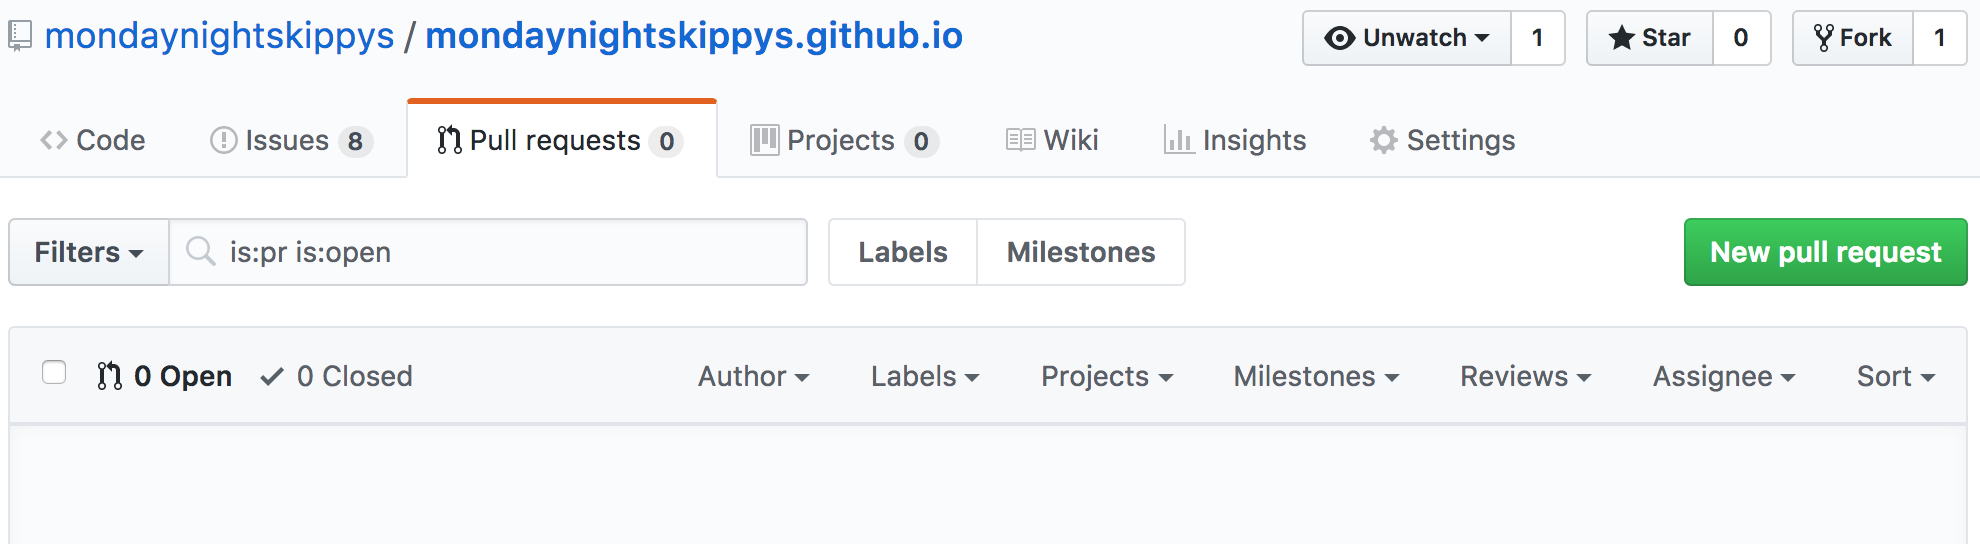 mondaynightskippys / mondaynightskippys.github.io Unwatch 1 Star 0 Fork 1
Code Issues 8 Pull requests 0 Projects 0 Wiki Insights Settings
Filters is:pr is:open Labels Milestones New pull request
0 Open 0 Closed Author Labels Projects Milestones Reviews Assignee Sort